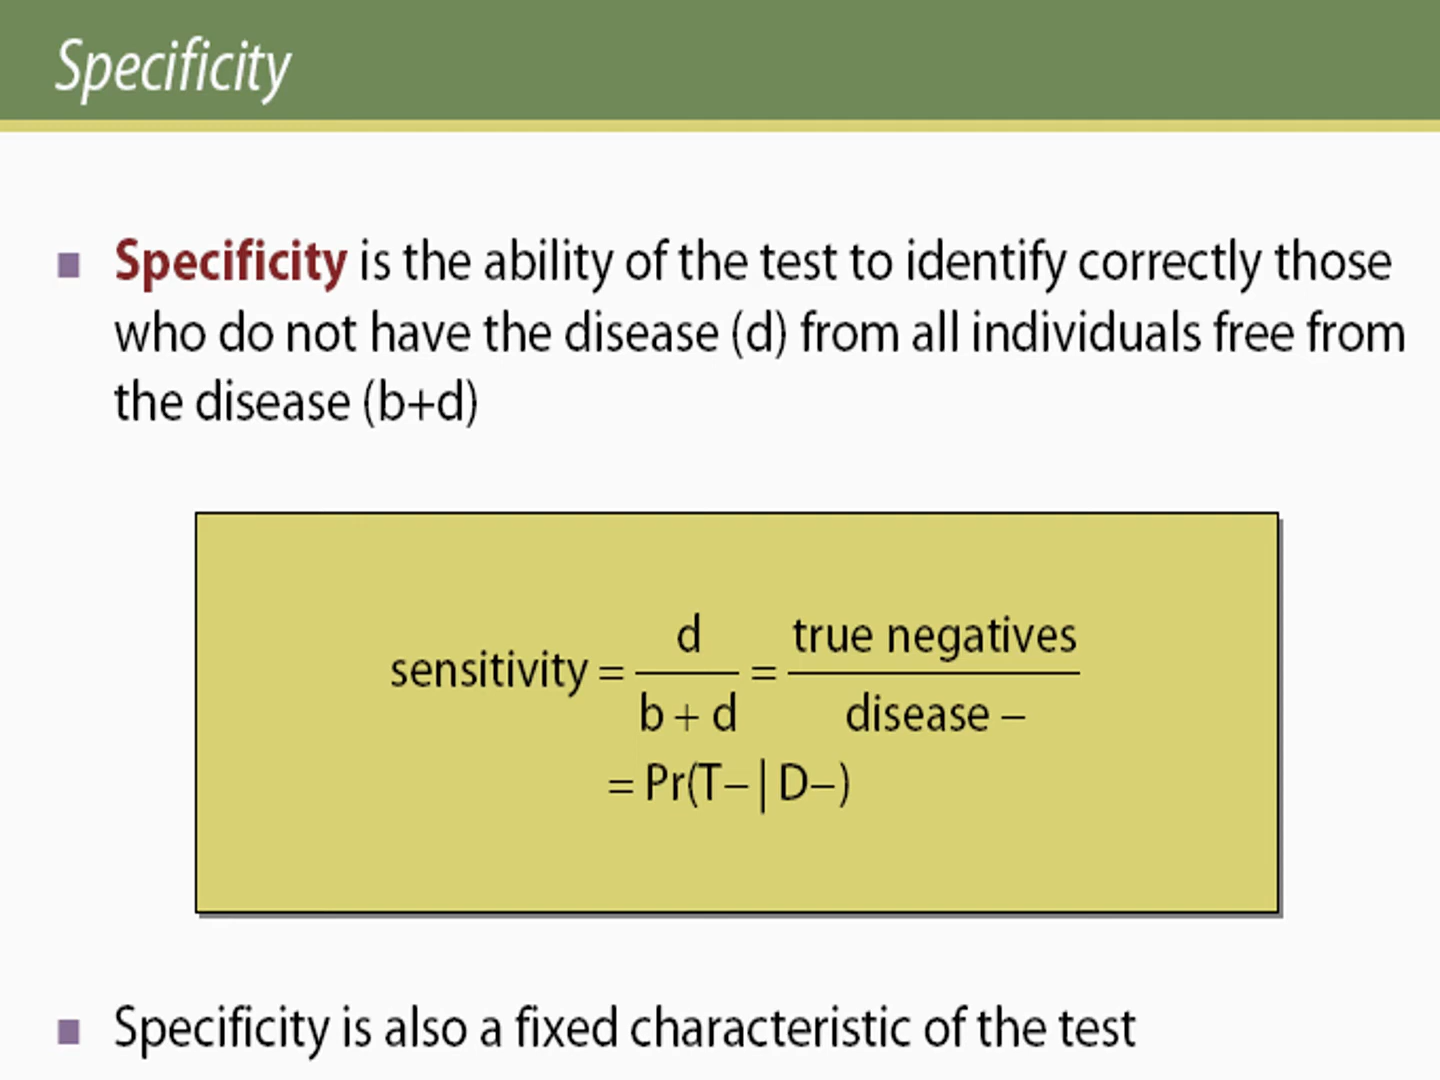 Specificity
Specificity is the ability of the test to identify correctly those
who do not have the disease (d) from all individuals free from
the disease (b+d)
sensitivity = d / b + d = true negatives / disease –
= Pr(T– | D–)
Specificity is also a fixed characteristic of the test